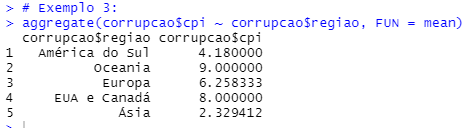 > # Exemplo 3:
> aggregate(corrupcao$cpi ~ corrupcao$regiao, FUN = mean)
corrupcao$regiao corrupcao$cpi
1 América do Sul 4.180000
2 Oceania 9.000000
3 Europa 6.258333
4 EUA e Canadá 8.000000
5 Ásia 2.329412
>